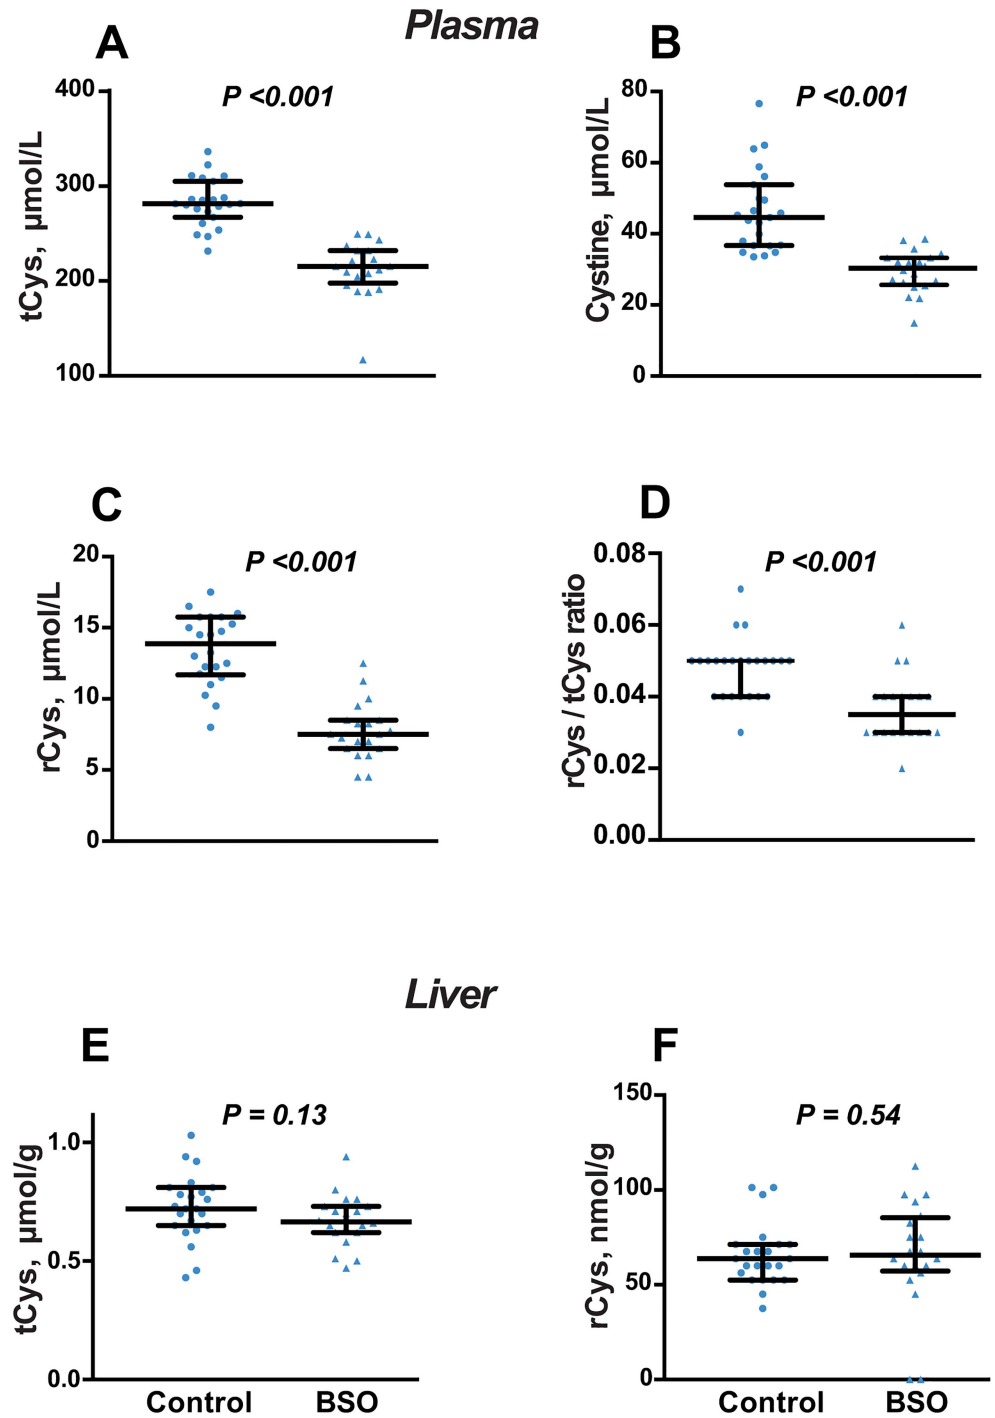 Plasma
A
B
P <0.001
P <0.001
tCys, µmol/L
400
300
200
100
Cystine, µmol/L
80
60
40
20
0
C
D
P <0.001
P <0.001
rCys, µmol/L
20
15
10
5
0
rCys / tCys ratio
0.08
0.06
0.04
0.02
0.00
Liver
E
F
P = 0.13
P = 0.54
tCys, µmol/g
1.0
0.5
0.0
rCys, nmol/g
150
100
50
0
Control BSO
Control BSO